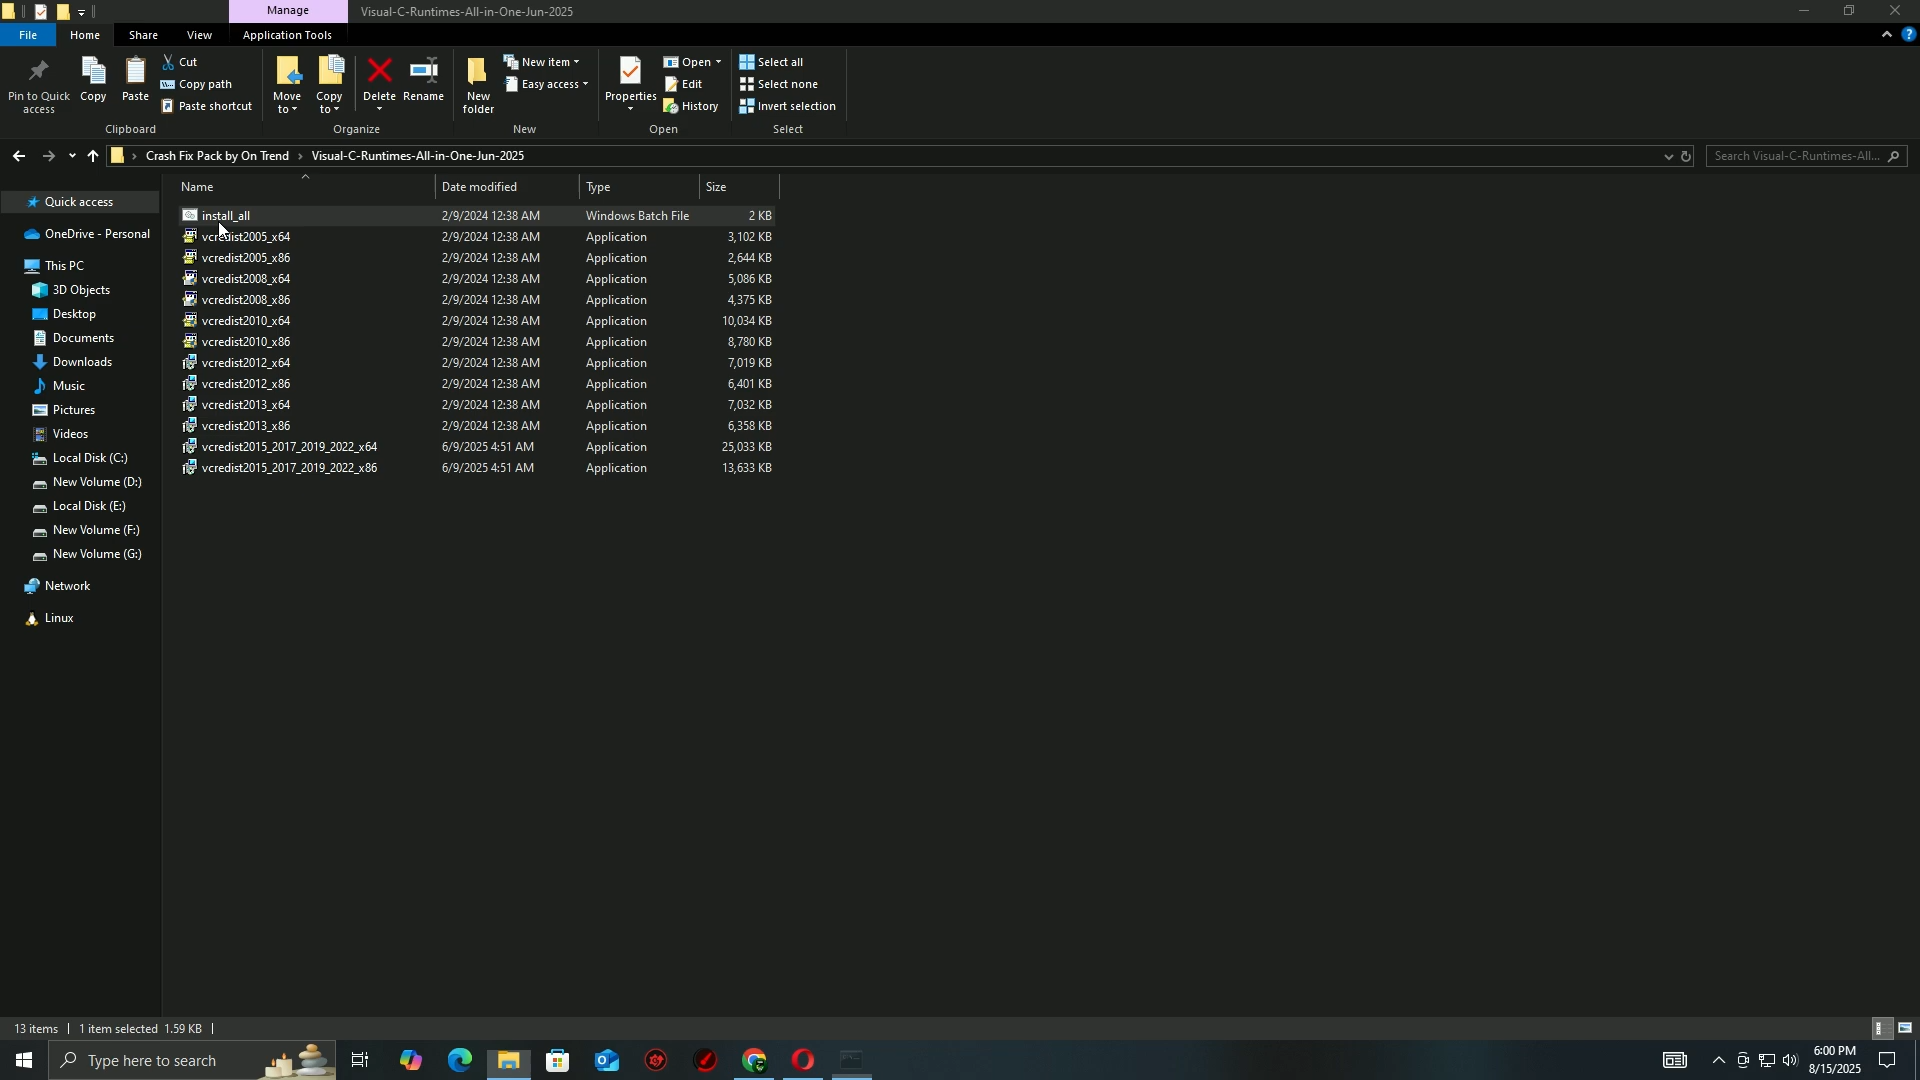 Manage
Visual-C-Runtimes-All-in-One-Jun-2025
File
Home
Share
View
Application Tools
Pin to Quick access
Copy
Paste
Cut
Copy path
Paste shortcut
Move to
Copy to
Delete
Rename
New folder
New item
Easy access
Properties
Open
Edit
History
Select all
Select none
Invert selection
Clipboard
Organize
New
Open
Select
Crash Fix Pack by On Trend > Visual-C-Runtimes-All-in-One-Jun-2025
Search Visual-C-Runtimes-All...
Name Date modified Type Size
install_all 2/9/2024 12:38 AM Windows Batch File 2 KB
vcredist2005_x64 2/9/2024 12:38 AM Application 3,102 KB
vcredist2005_x86 2/9/2024 12:38 AM Application 2,644 KB
vcredist2008_x64 2/9/2024 12:38 AM Application 5,086 KB
vcredist2008_x86 2/9/2024 12:38 AM Application 4,375 KB
vcredist2010_x64 2/9/2024 12:38 AM Application 10,034 KB
vcredist2010_x86 2/9/2024 12:38 AM Application 8,780 KB
vcredist2012_x64 2/9/2024 12:38 AM Application 7,019 KB
vcredist2012_x86 2/9/2024 12:38 AM Application 6,401 KB
vcredist2013_x64 2/9/2024 12:38 AM Application 7,032 KB
vcredist2013_x86 2/9/2024 12:38 AM Application 6,358 KB
vcredist2015_2017_2019_2022_x64 6/9/2025 4:51 AM Application 25,033 KB
vcredist2015_2017_2019_2022_x86 6/9/2025 4:51 AM Application 13,633 KB
Quick access
OneDrive - Personal
This PC
3D Objects
Desktop
Documents
Downloads
Music
Pictures
Videos
Local Disk (C:)
New Volume (D:)
Local Disk (E:)
New Volume (F:)
New Volume (G:)
Network
Linux
13 items
1 item selected 1.59 KB
Type here to search
6:00 PM
8/15/2025